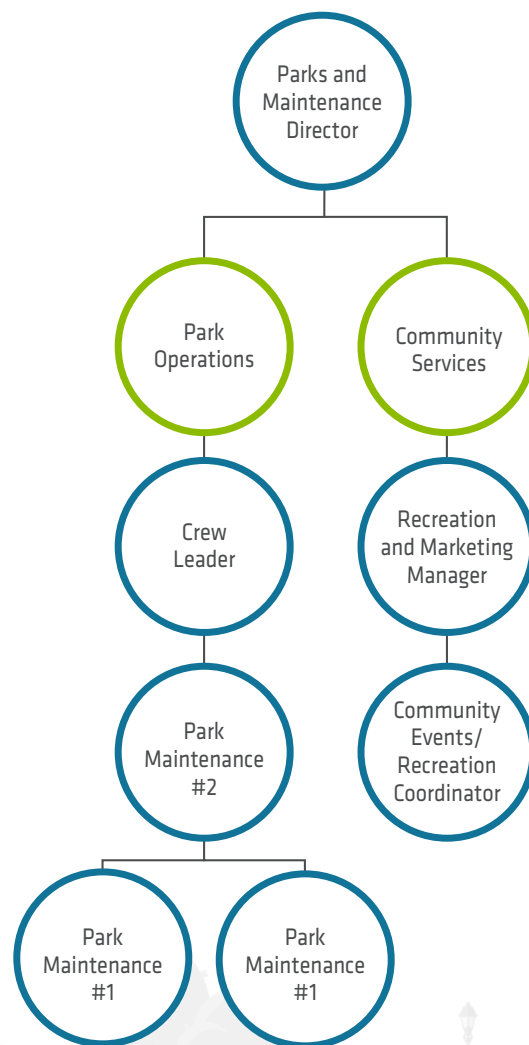 Parks and
Maintenance
Director
Park
Operations
Community
Services
Crew
Leader
Recreation
and Marketing
Manager
Park
Maintenance
#2
Community
Events/
Recreation
Coordinator
Park
Maintenance
#1
Park
Maintenance
#1